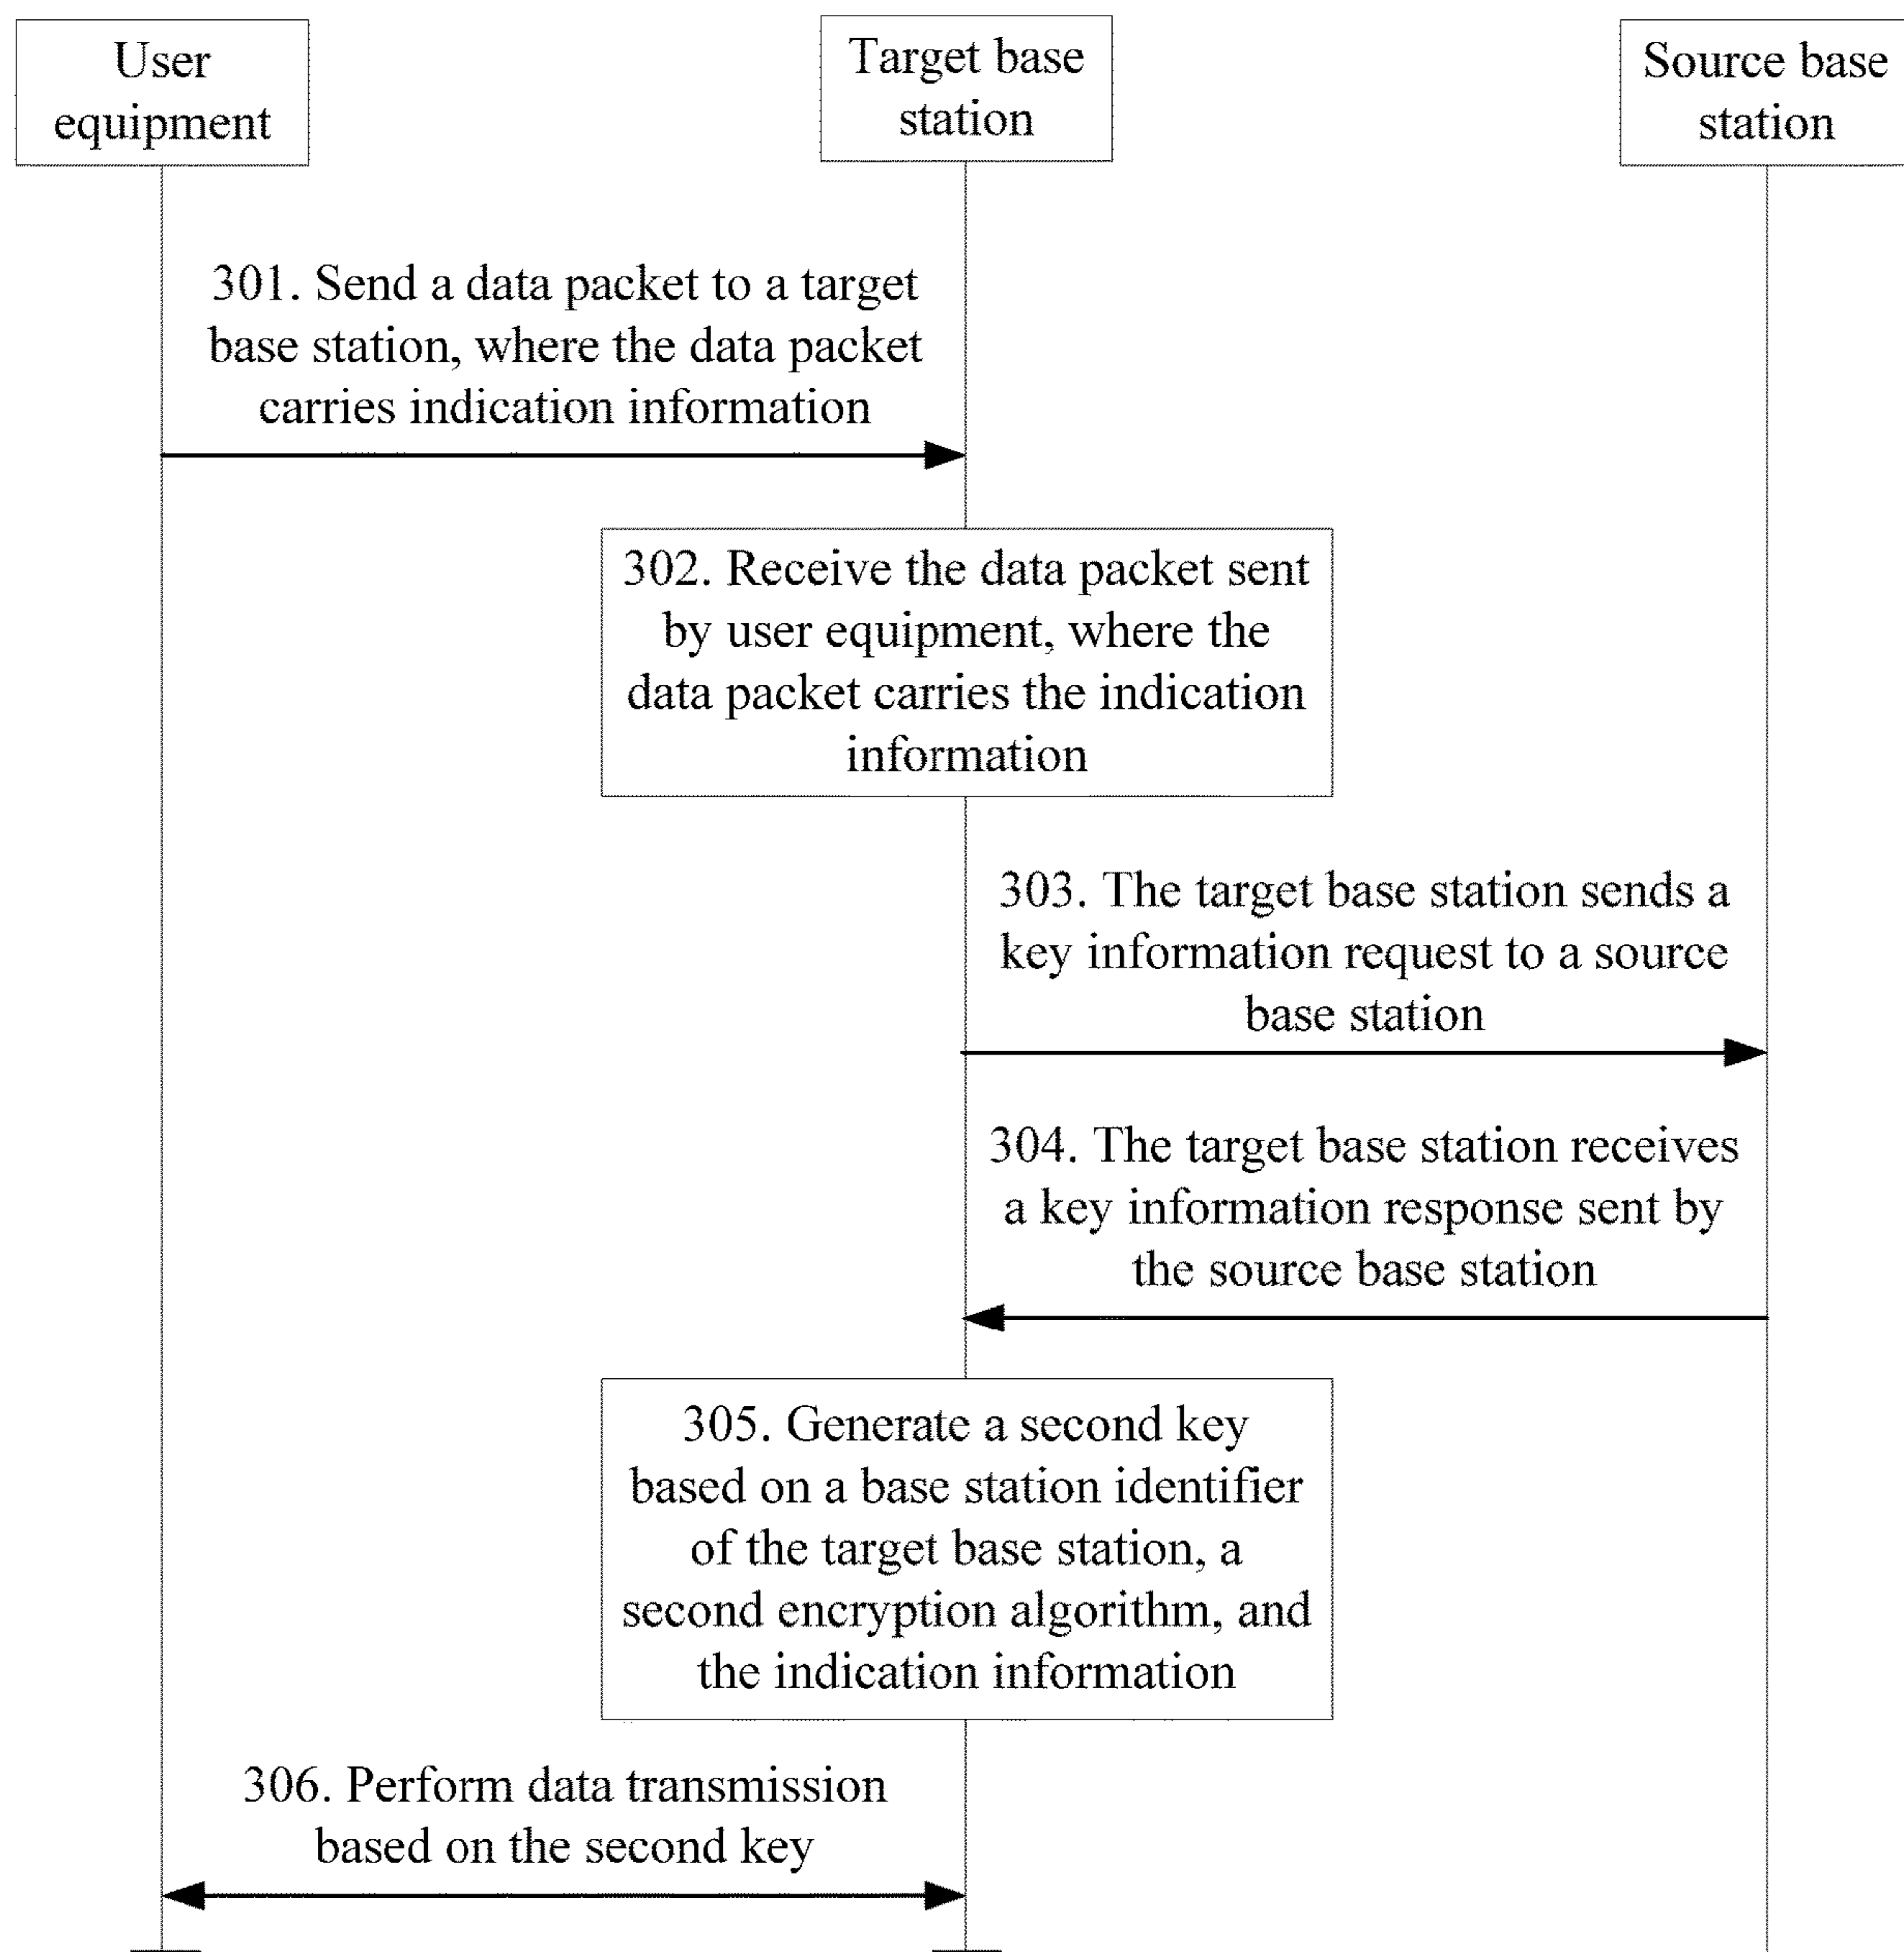 User
equipment
Target base
station
Source base
station
301. Send a data packet to a target
base station, where the data packet
carries indication information
302. Receive the data packet sent
by user equipment, where the
data packet carries the indication
information
303. The target base station sends a
key information request to a source
base station
304. The target base station receives
a key information response sent by
the source base station
305. Generate a second key
based on a base station identifier
of the target base station, a
second encryption algorithm, and
the indication information
306. Perform data transmission
based on the second key